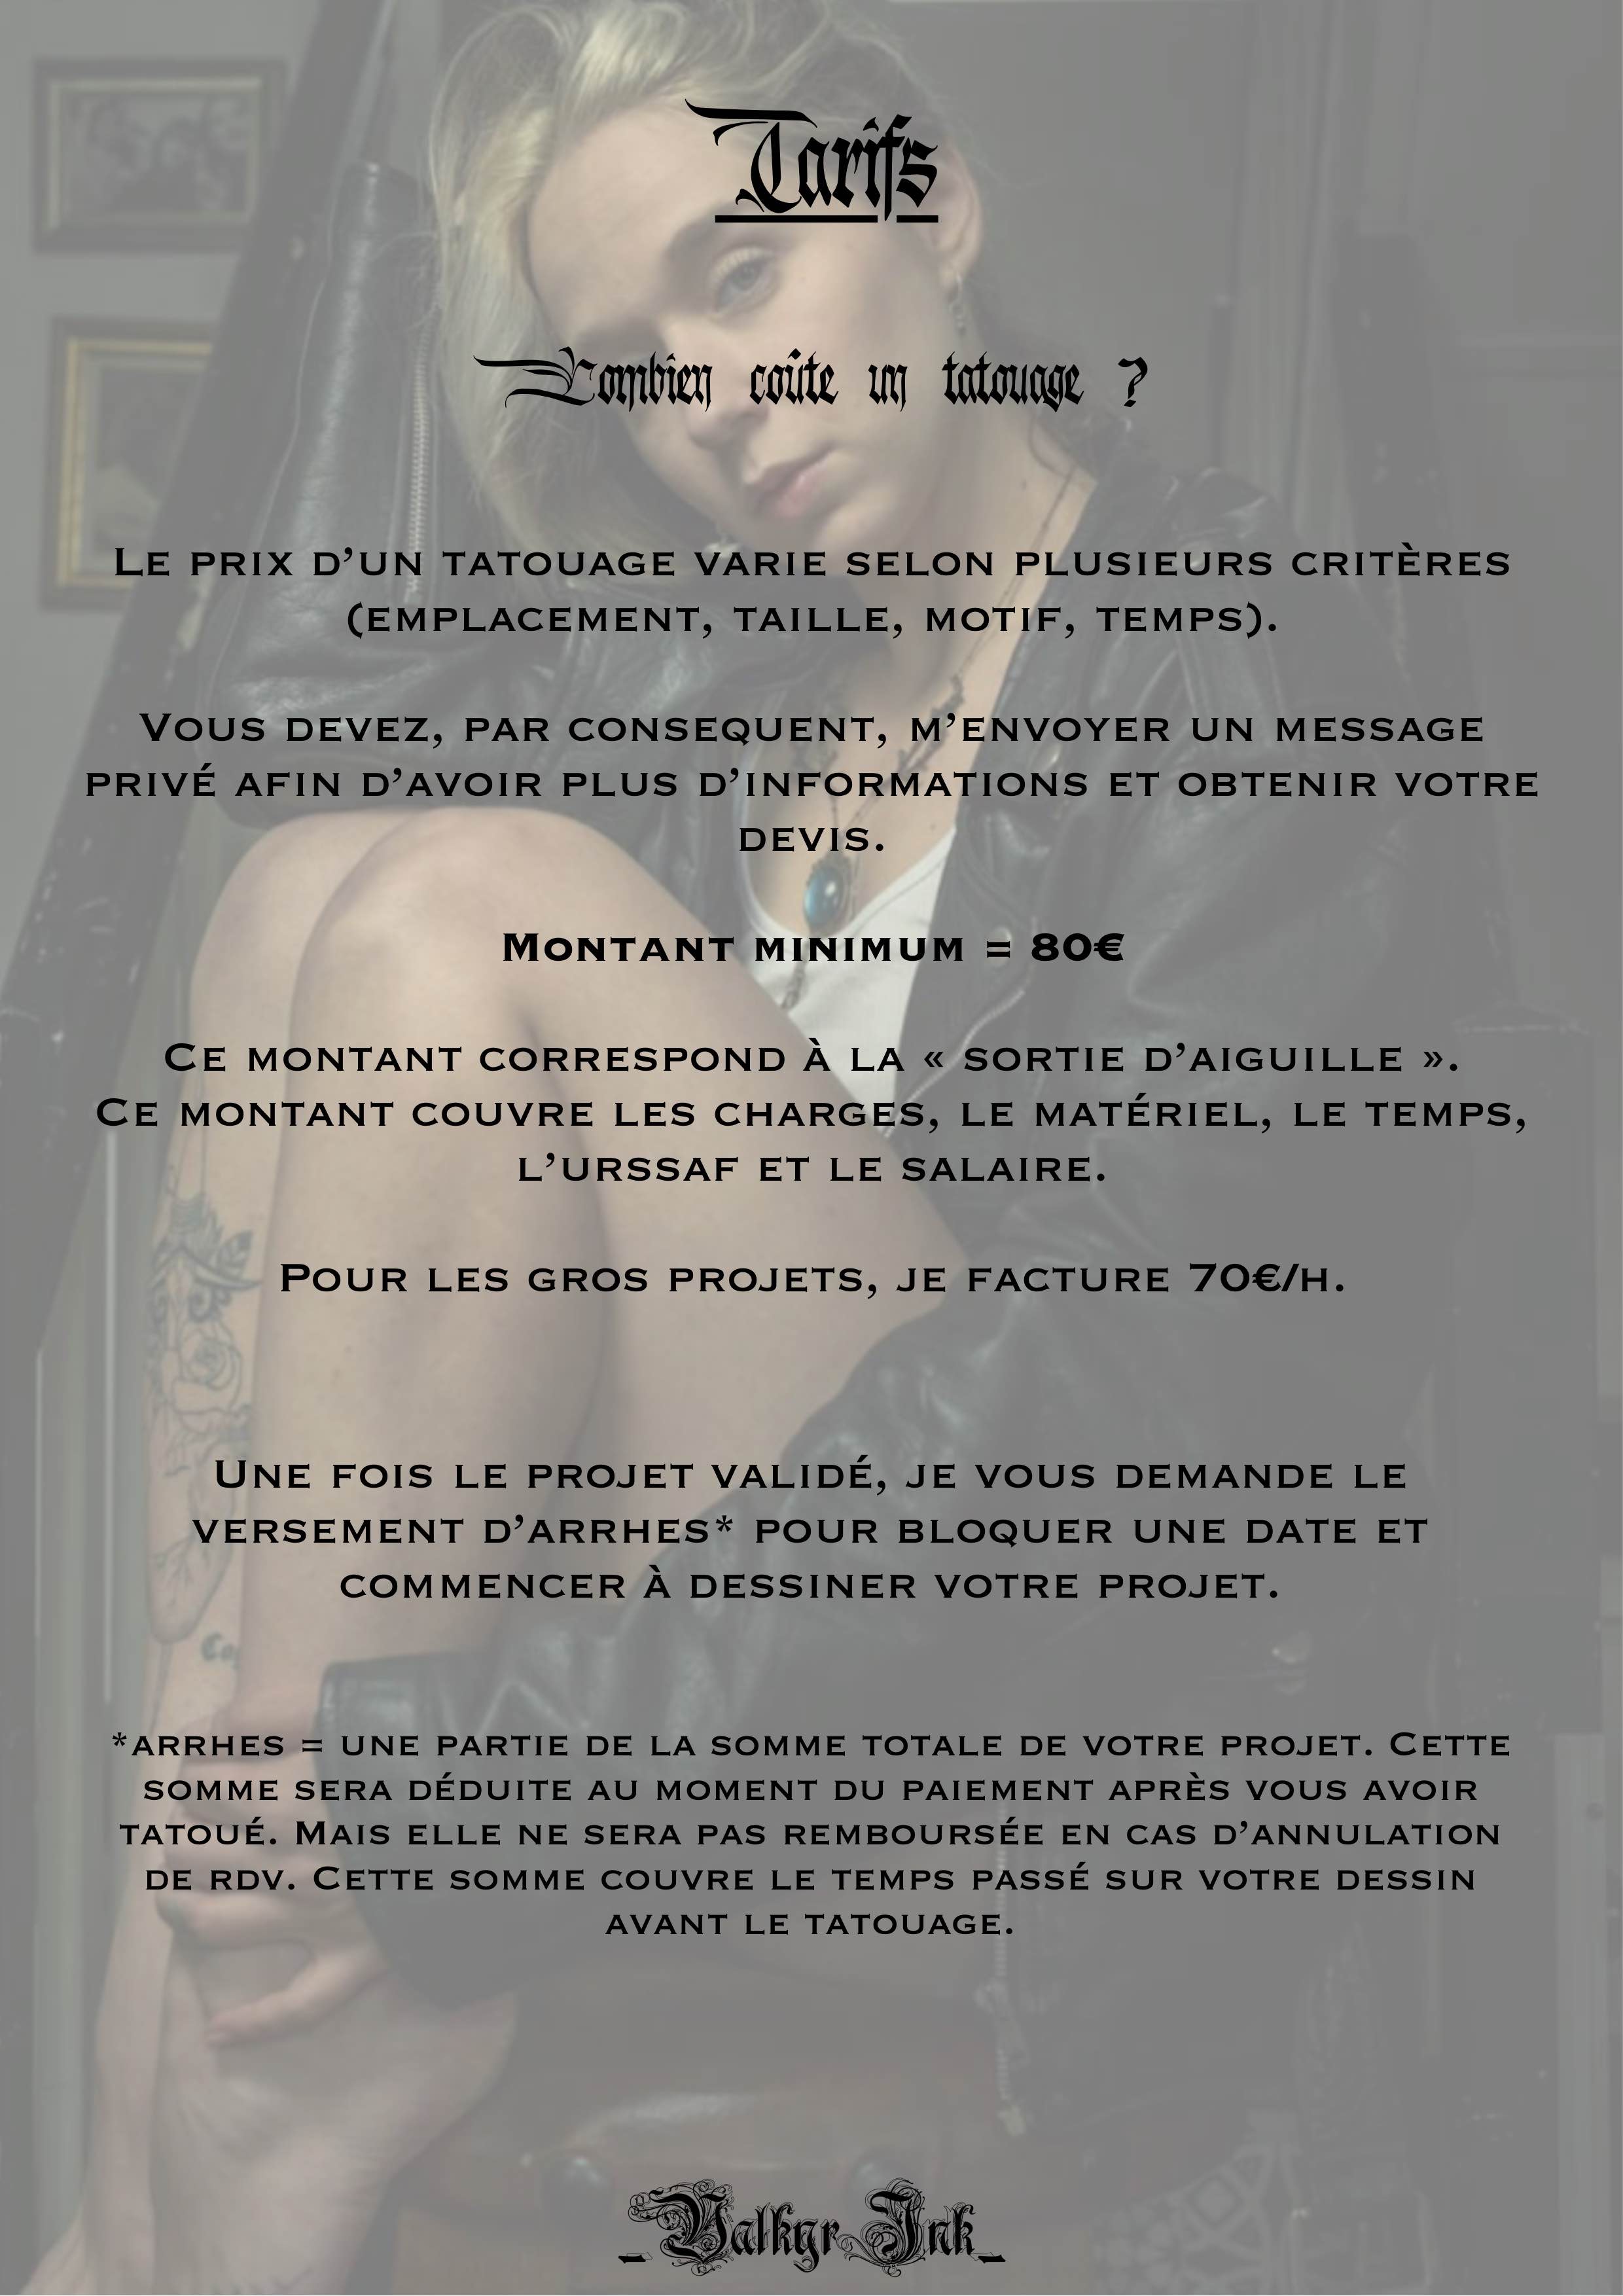 Tarifs
Combien coûte un tatouage ?
Le prix d'un tatouage varie selon plusieurs critères
(emplacement, taille, motif, temps).
Vous devez, par consequent, m'envoyer un message
privé afin d'avoir plus d'informations et obtenir votre
devis.
Montant minimum = 80€
Ce montant correspond à la « sortie d'aiguille ».
Ce montant couvre les charges, le matériel, le temps,
l'urssaf et le salaire.
Pour les gros projets, je facture 70€/h.
Une fois le projet validé, je vous demande le
versement d'arrhes* pour bloquer une date et
commencer à dessiner votre projet.
*arrhes = une partie de la somme totale de votre projet. Cette
somme sera déduite au moment du paiement après vous avoir
tatoué. Mais elle ne sera pas remboursée en cas d'annulation
de rdv. Cette somme couvre le temps passé sur votre dessin
avant le tatouage.
_Valkyr Ink_